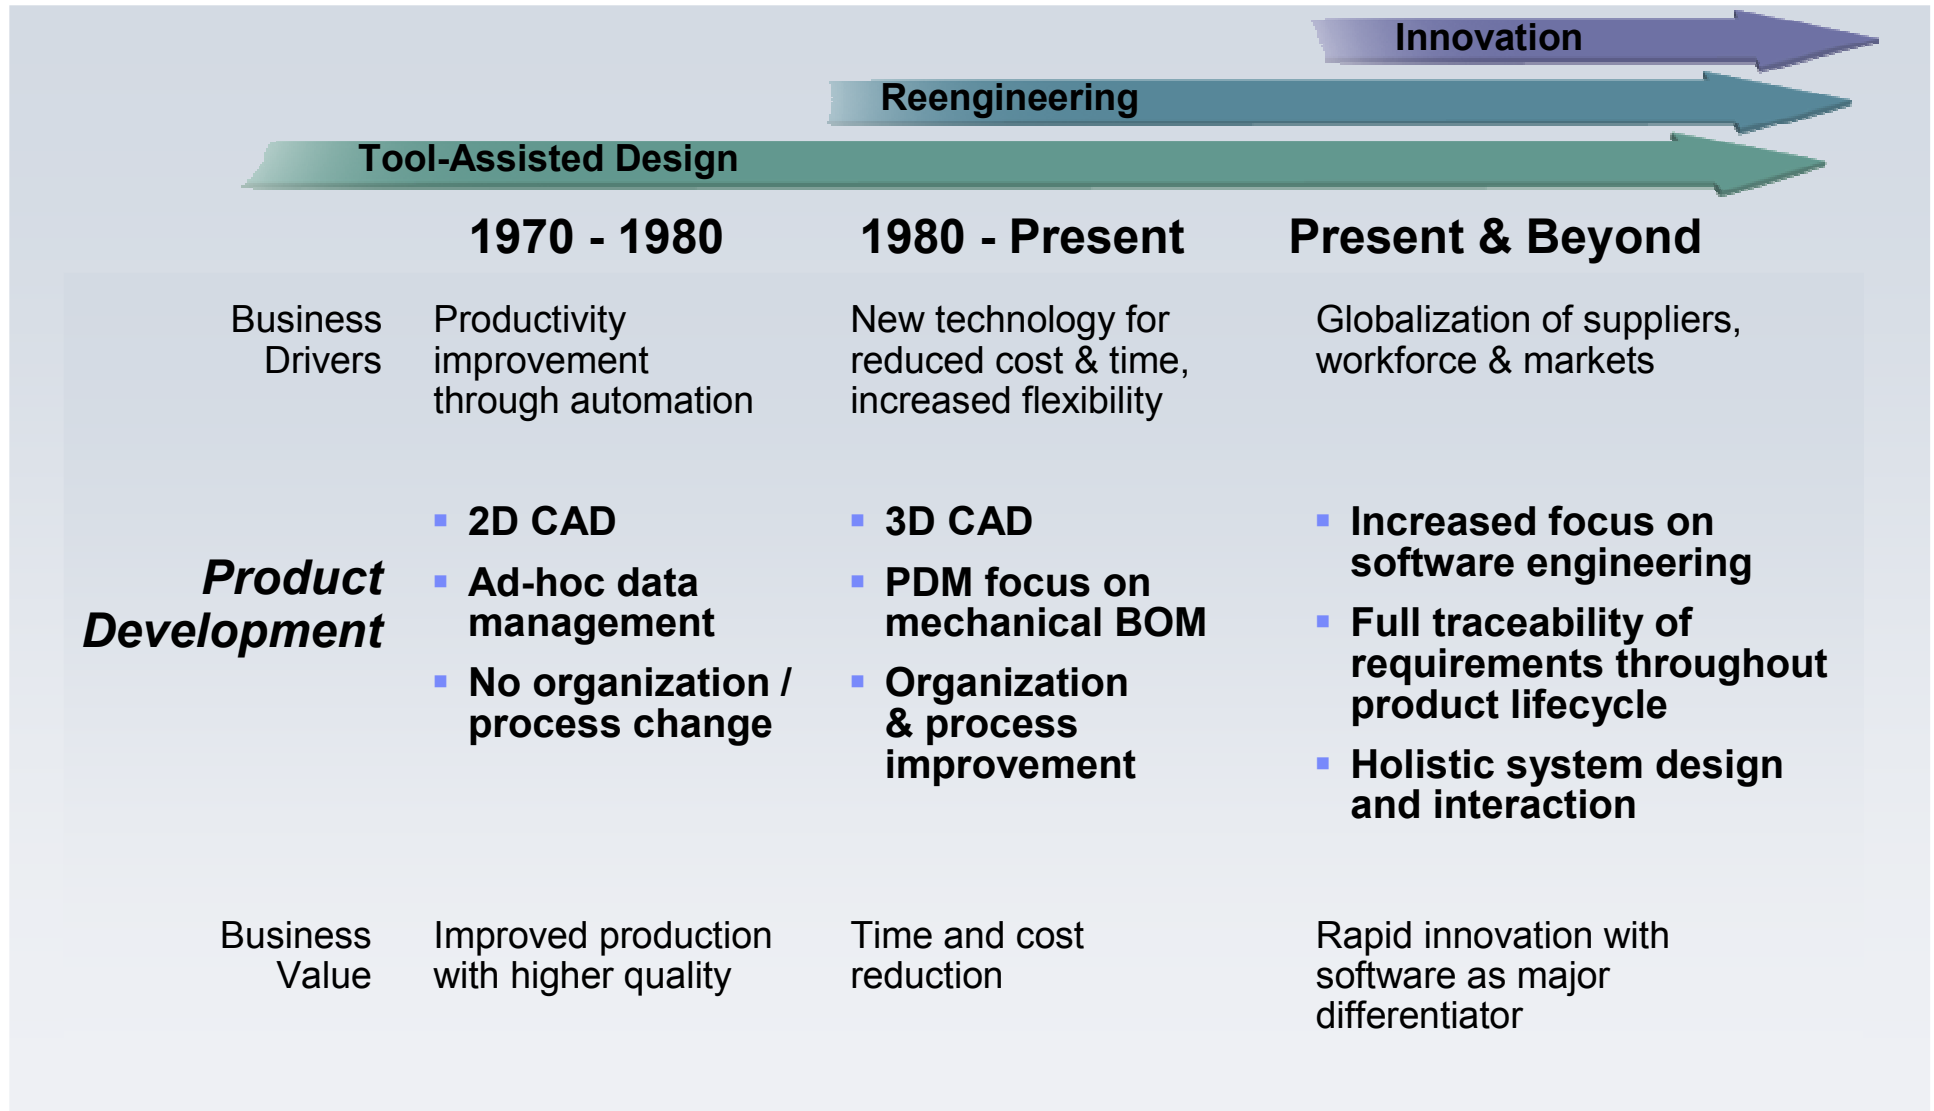 Innovation
Reengineering
Tool-Assisted Design
1970 - 1980
1980 - Present
Present & Beyond
Business
Drivers
Productivity
improvement
through automation
New technology for
reduced cost & time,
increased flexibility
Globalization of suppliers,
workforce & markets
Product
Development
▪ 2D CAD
▪ Ad-hoc data
management
▪ No organization /
process change
▪ 3D CAD
▪ PDM focus on
mechanical BOM
▪ Organization
& process
improvement
▪ Increased focus on
software engineering
▪ Full traceability of
requirements throughout
product lifecycle
▪ Holistic system design
and interaction
Business
Value
Improved production
with higher quality
Time and cost
reduction
Rapid innovation with
software as major
differentiator